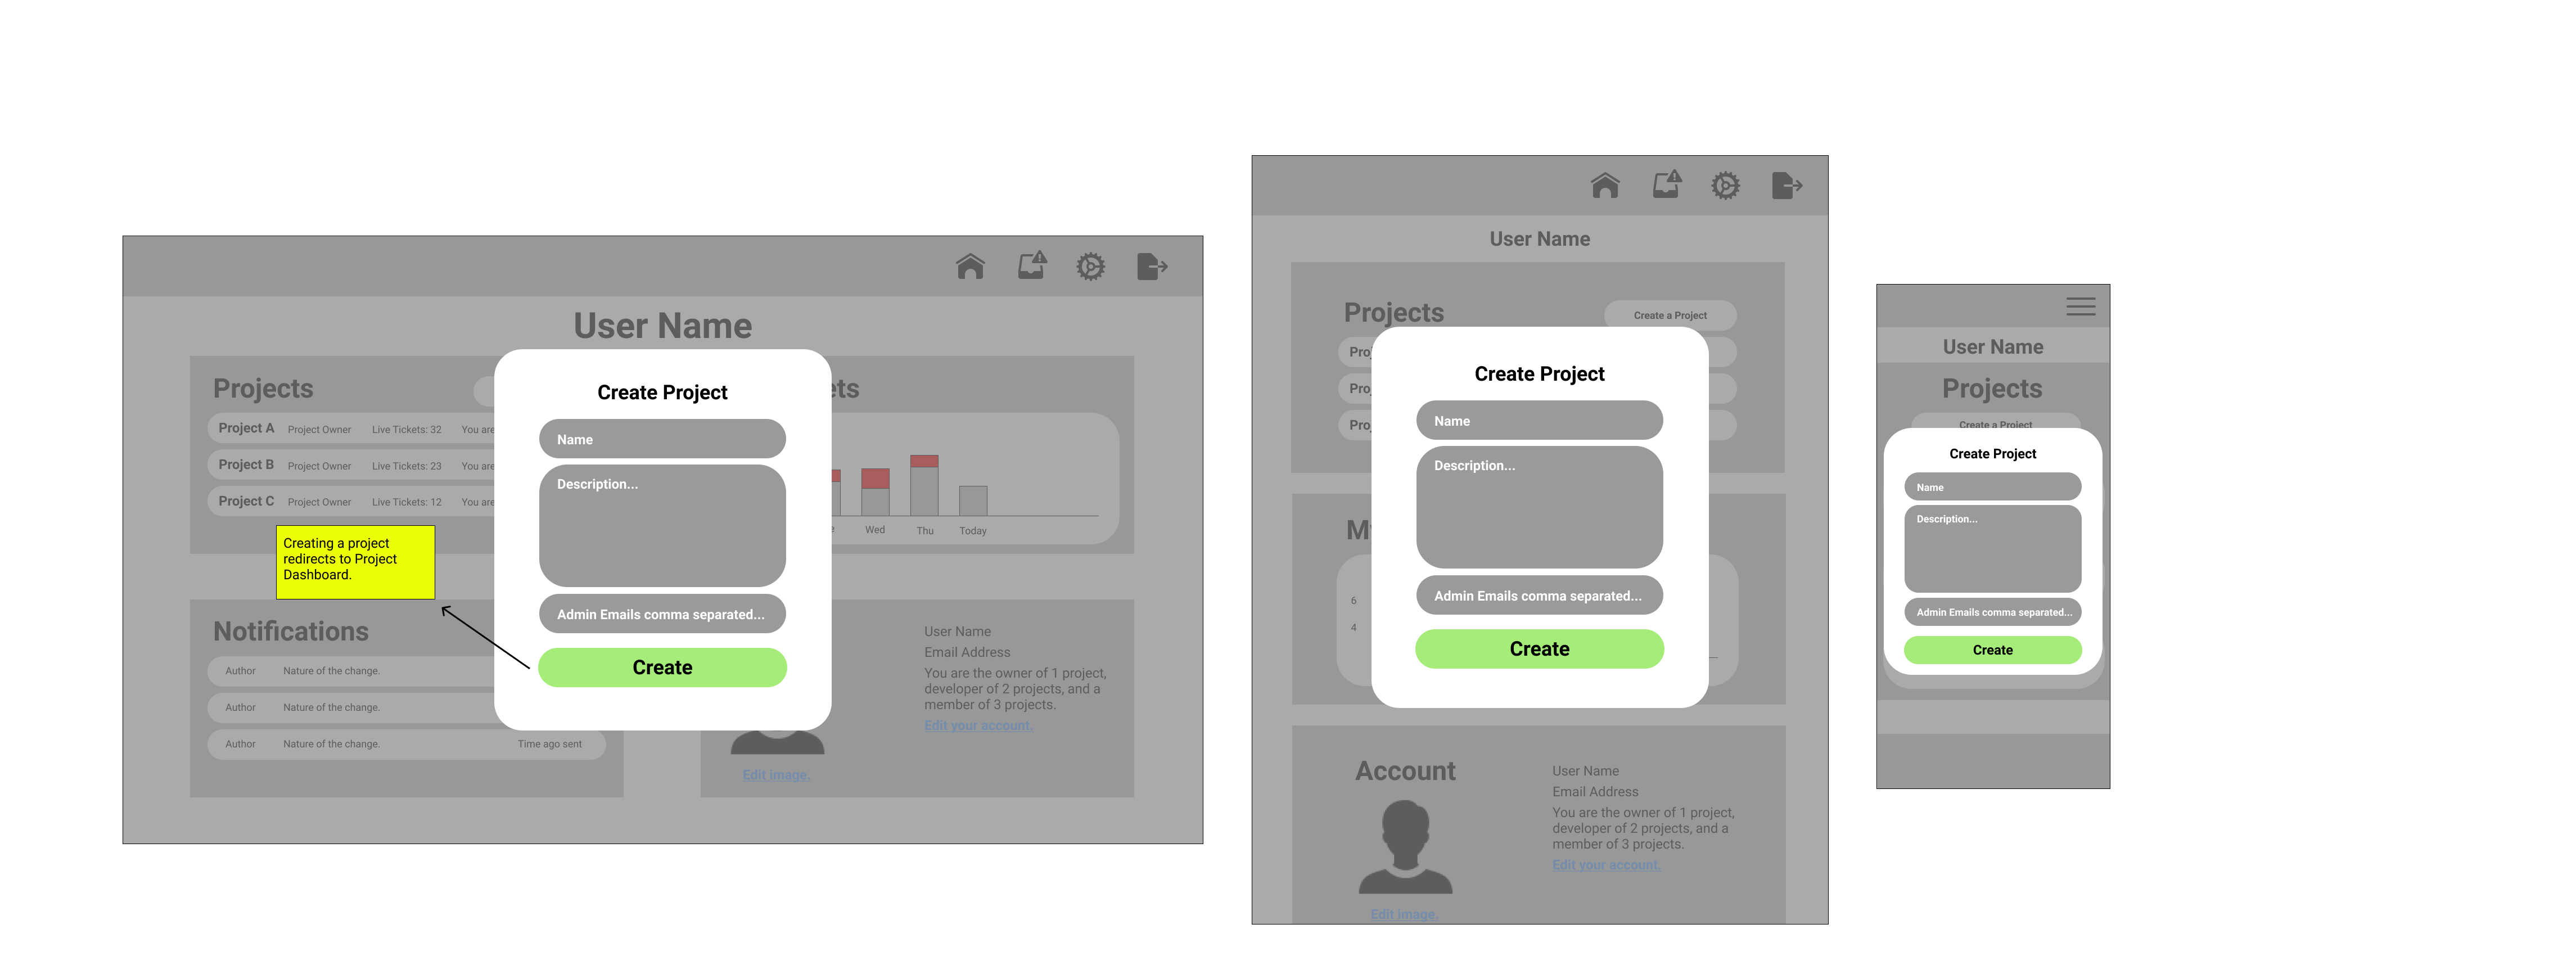 User Name
Projects
ets
Project A Project Owner Live Tickets: 32 You are
Project B Project Owner Live Tickets: 23 You are
Project C Project Owner Live Tickets: 12 You are
e Wed Thu Today
Creating a project
redirects to Project
Dashboard.
Notifications
Author Nature of the change.
Author Nature of the change.
Author Nature of the change. Time ago sent
Create Project
Name
Description...
Admin Emails comma separated...
Create
User Name
Email Address
You are the owner of 1 project,
developer of 2 projects, and a
member of 3 projects.
Edit your account.
Edit image.
User Name
Projects
Create a Project
Proj
Proj
Proj
Create Project
Name
Description...
Admin Emails comma separated...
Create
M
6
4
Account
User Name
Email Address
You are the owner of 1 project,
developer of 2 projects, and a
member of 3 projects.
Edit your account.
Edit image.
User Name
Projects
Create a Project
Create Project
Name
Description...
Admin Emails comma separated...
Create